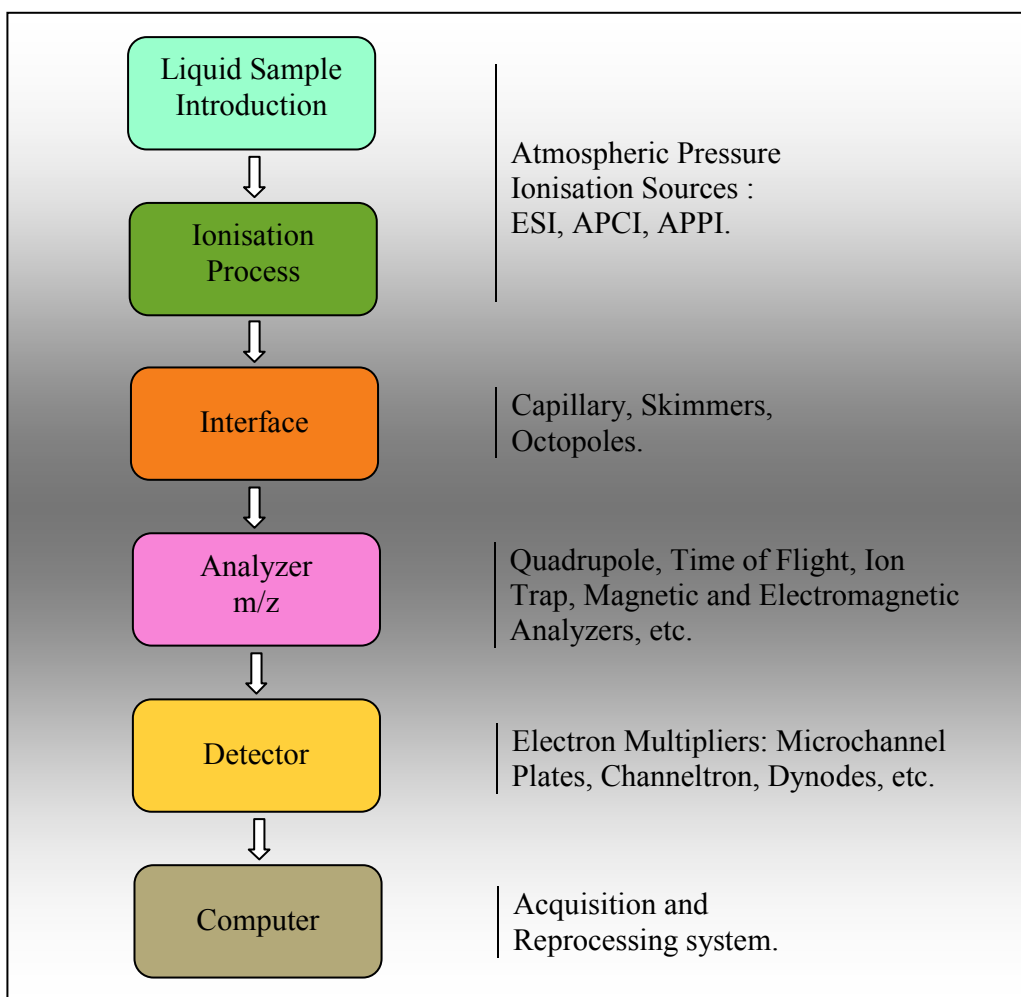 Liquid Sample
Introduction
Atmospheric Pressure
Ionisation Sources :
ESI, APCI, APPI.
Ionisation
Process
Interface
Capillary, Skimmers,
Octopoles.
Analyzer
m/z
Quadrupole, Time of Flight, Ion
Trap, Magnetic and Electromagnetic
Analyzers, etc.
Detector
Electron Multipliers: Microchannel
Plates, Channeltron, Dynodes, etc.
Computer
Acquisition and
Reprocessing system.